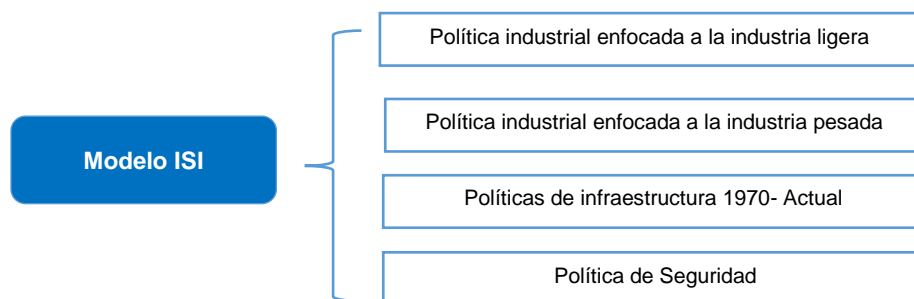 Política industrial enfocada a la industria ligera
Política industrial enfocada a la industria pesada
Modelo ISI
Políticas de infraestructura 1970- Actual
Política de Seguridad